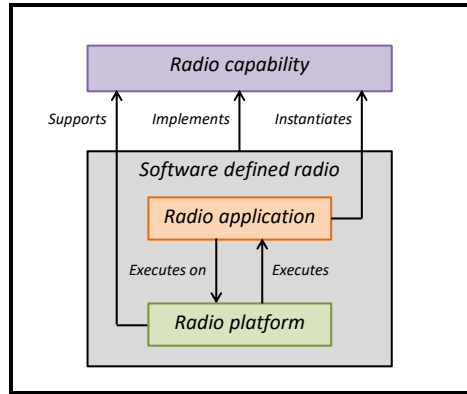 Radio capability
Supports
Implements
Instantiates
Software defined radio
Radio application
Executes on
Executes
Radio platform